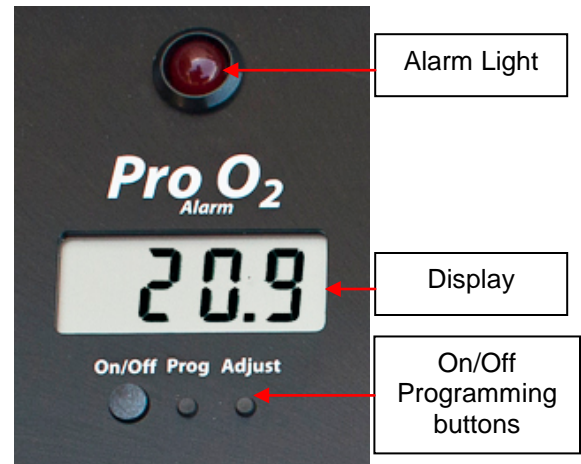 Alarm Light
Pro O₂
Alarm
20.9
Display
On/Off Prog Adjust
On/Off
Programming
buttons